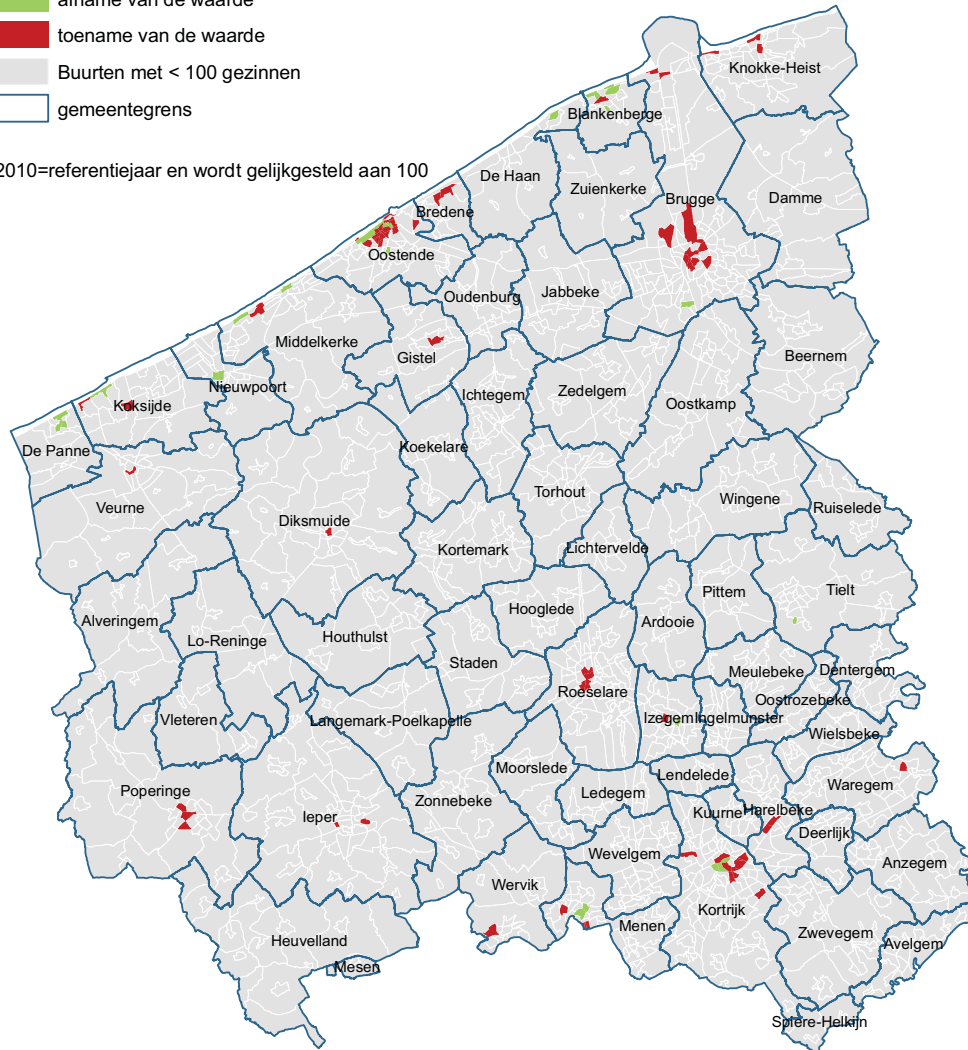 afname van de waarde
toename van de waarde
Buurten met < 100 gezinnen
gemeentegrens
2010=referentiejaar en wordt gelijkgesteld aan 100
Knokke-Heist
Blankenberge
De Haan
Zuienkerke
Brugge
Damme
Bredene
Oostende
Oudenburg
Jabbeke
Middelkerke
Gistel
Beernem
Nieuwpoort
Koksijde
Ichtegem
Zedelgem
Oostkamp
De Panne
Koekelare
Veurne
Diksmuide
Torhout
Wingene
Ruiselede
Kortemark
Lichtervelde
Pittem
Tielt
Alveringem
Lo-Reninge
Houthulst
Hooglede
Ardooie
Staden
Meulebeke
Dentergem
Roeselare
Oostrozebeke
Vleteren
Langemark-Poelkapelle
Izegem
Ingelmunster
Wielsbeke
Moorslede
Lendelede
Waregem
Poperinge
Ledegem
Zonnebeke
Ieper
Kuurne
Harelbeke
Deerlijk
Wevelgem
Anzegem
Wervik
Kortrijk
Menen
Zwevegem
Avelgem
Heuvelland
Mesen
Spiere-Helkijn